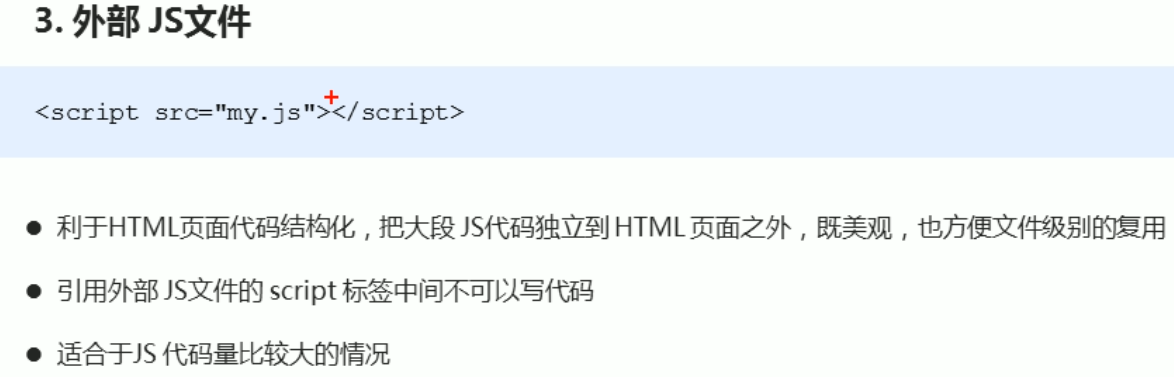 3. 外部 JS文件
<script src="my.js"></script>
● 利于HTML页面代码结构化，把大段 JS代码独立到 HTML 页面之外，既美观，也方便文件级别的复用
● 引用外部 JS文件的 script 标签中间不可以写代码
● 适合于JS 代码量比较大的情况